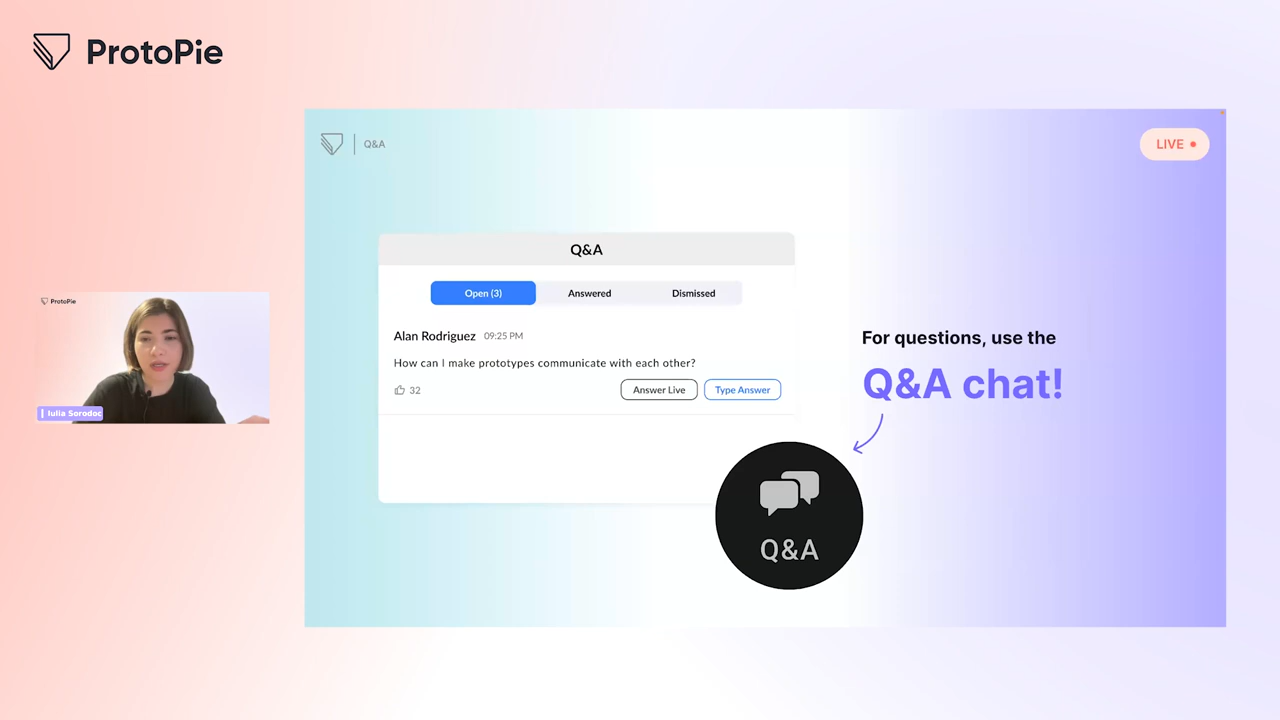 ProtoPie
Q&A
LIVE
Q&A
Open (3)
Answered
Dismissed
Alan Rodriguez 09:25 PM
How can I make prototypes communicate with each other?
32
Answer Live
Type Answer
For questions, use the
Q&A chat!
Q&A
ProtoPie
Iulia Sorodoc